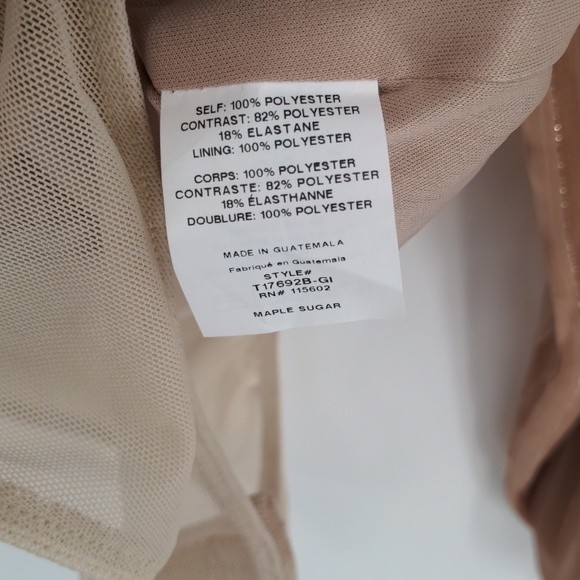 SELF: 100% POLYESTER
CONTRAST: 82% POLYESTER
18% ELASTANE
LINING: 100% POLYESTER
CORPS: 100% POLYESTER
CONTRASTE: 82% POLYESTER
18% ÉLASTHANNE
DOUBLURE: 100% POLYESTER
MADE IN GUATEMALA
Fabriqué en Guatemala
STYLE#
T17692B-GI
RN# 115602
MAPLE SUGAR